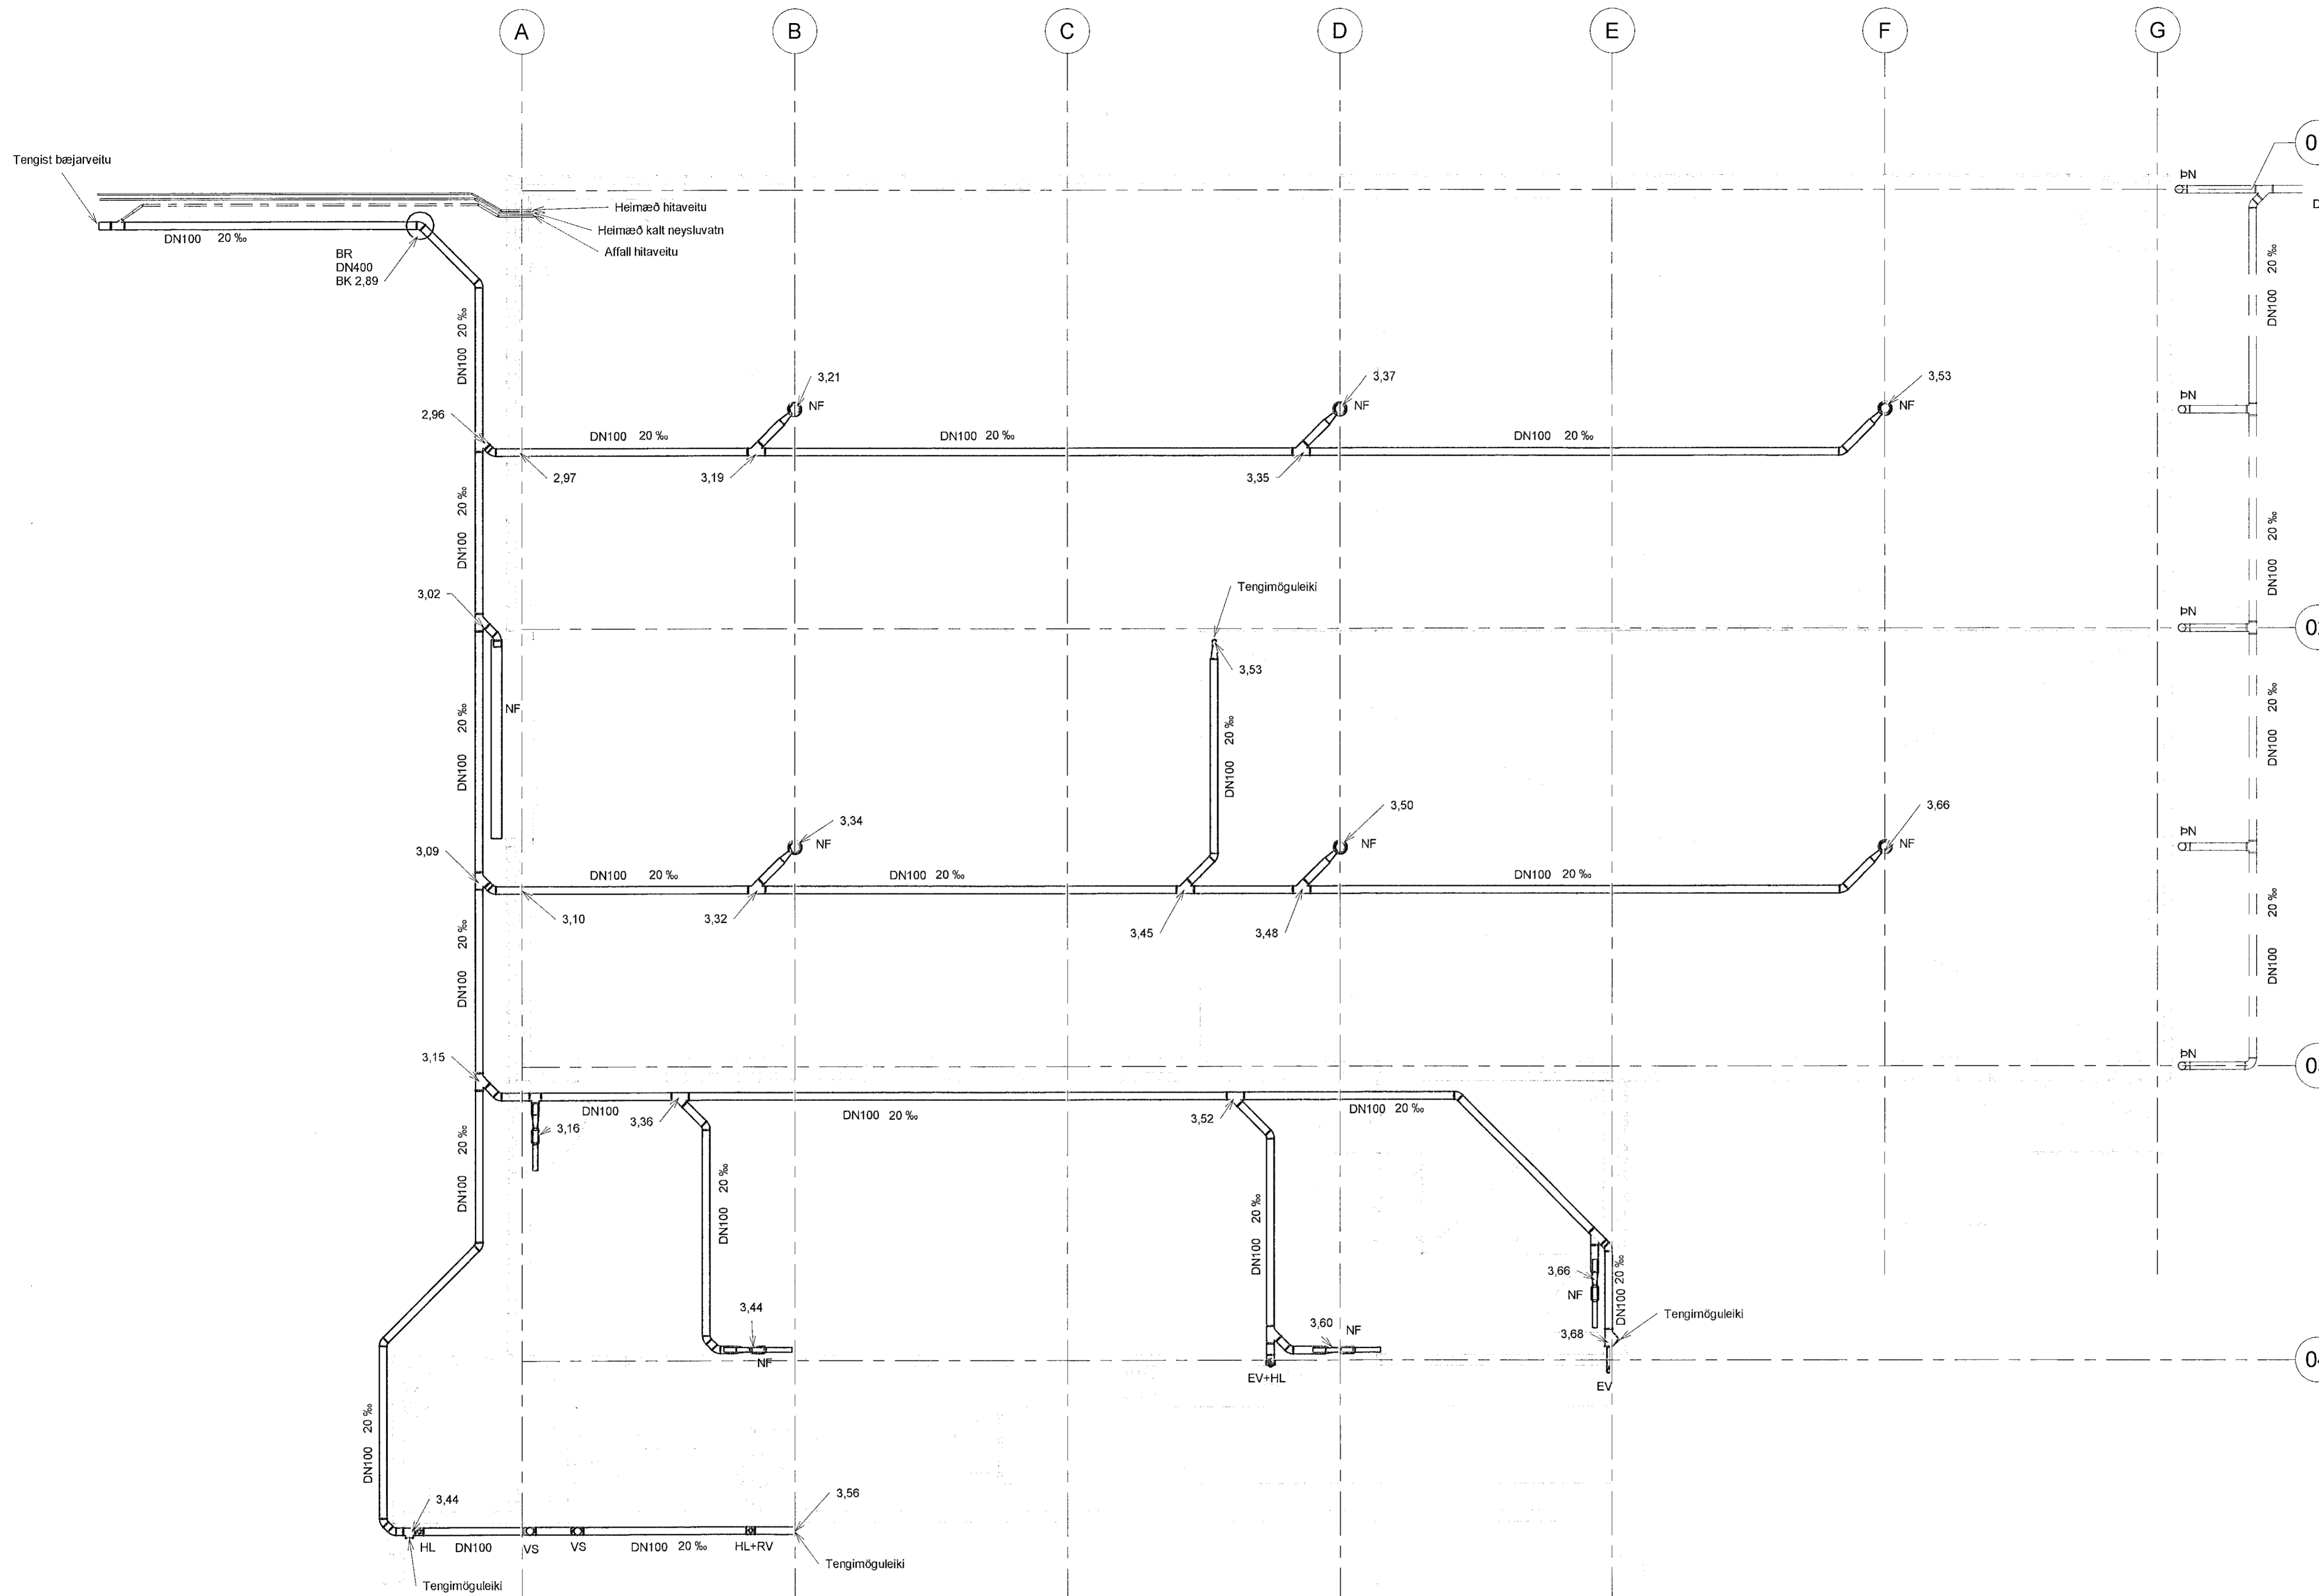 A
B
C
D
E
F
G
Tengist bæjarveitu
Heimæð hitaveitu
Heimæð kalt neysluvatn
Affall hitaveitu
DN100 20 ‰
BR
DN400
BK 2,89
ÞN
DN100 20 ‰
DN100 20 ‰
3,21
NF
3,37
NF
3,53
NF
ÞN
2,96
DN100 20 ‰
DN100 20 ‰
DN100 20 ‰
2,97
3,19
3,35
DN100 20 ‰
DN100 20 ‰
3,02
Tengimöguleiki
ÞN
3,53
NF
DN100 20 ‰
DN100 20 ‰
DN100 20 ‰
3,34
NF
3,50
NF
3,66
NF
ÞN
3,09
DN100 20 ‰
DN100 20 ‰
DN100 20 ‰
3,10
3,32
3,45
3,48
DN100 20 ‰
DN100 20 ‰
3,15
ÞN
DN100
3,16
3,36
DN100 20 ‰
3,52
DN100 20 ‰
DN100 20 ‰
DN100 20 ‰
DN100 20 ‰
3,66
NF
DN100 20 ‰
3,44
NF
3,60
NF
3,68
Tengimöguleiki
EV+HL
EV
04
DN100 20 ‰
3,44
3,56
HL
DN100
VS
VS
DN100 20 ‰
HL+RV
Tengimöguleiki
Tengimöguleiki